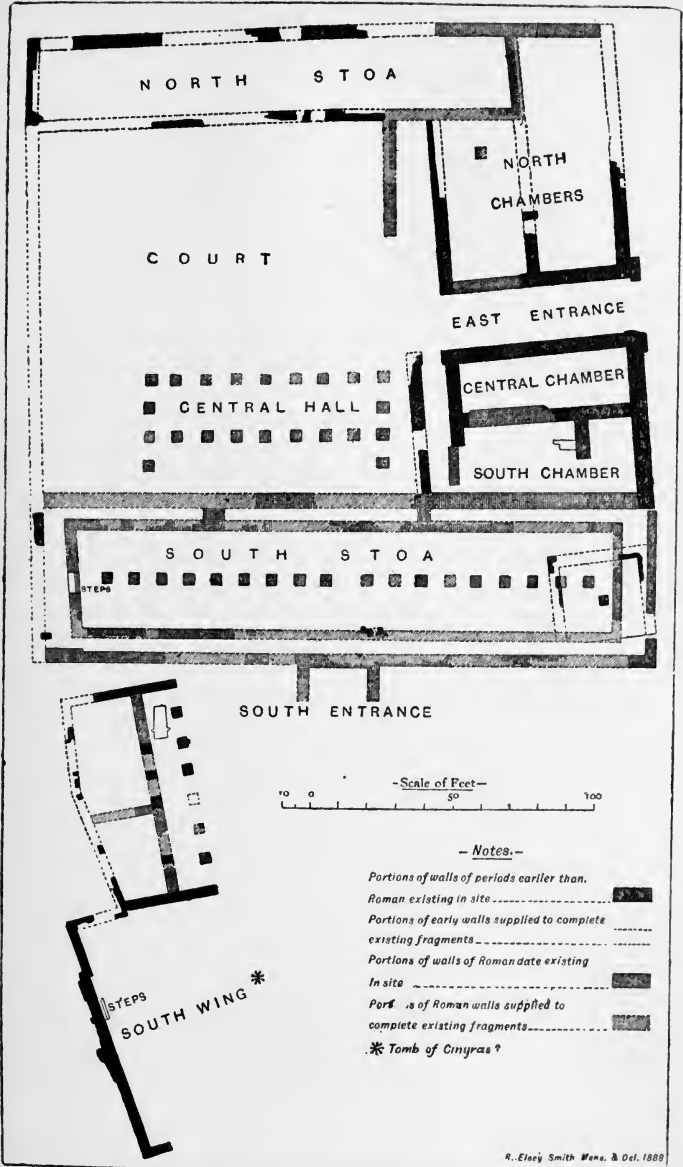 NORTH STOA
NORTH
CHAMBERS
COURT
EAST ENTRANCE
CENTRAL CHAMBER
CENTRAL HALL
SOUTH CHAMBER
SOUTH STOA
STEPS
SOUTH ENTRANCE
-Scale of Feet-
10 0 50 100
- Notes.-
Portions of walls of periods earlier than.
Roman existing in site
Portions of early walls supplied to complete
existing fragments
Portions of walls of Roman date existing
In site
of Roman walls supplied to
complete existing fragments
* Tomb of Cinyras ?
STEPS
SOUTH WING *
R. Elsey Smith Mens. & Del. 1888